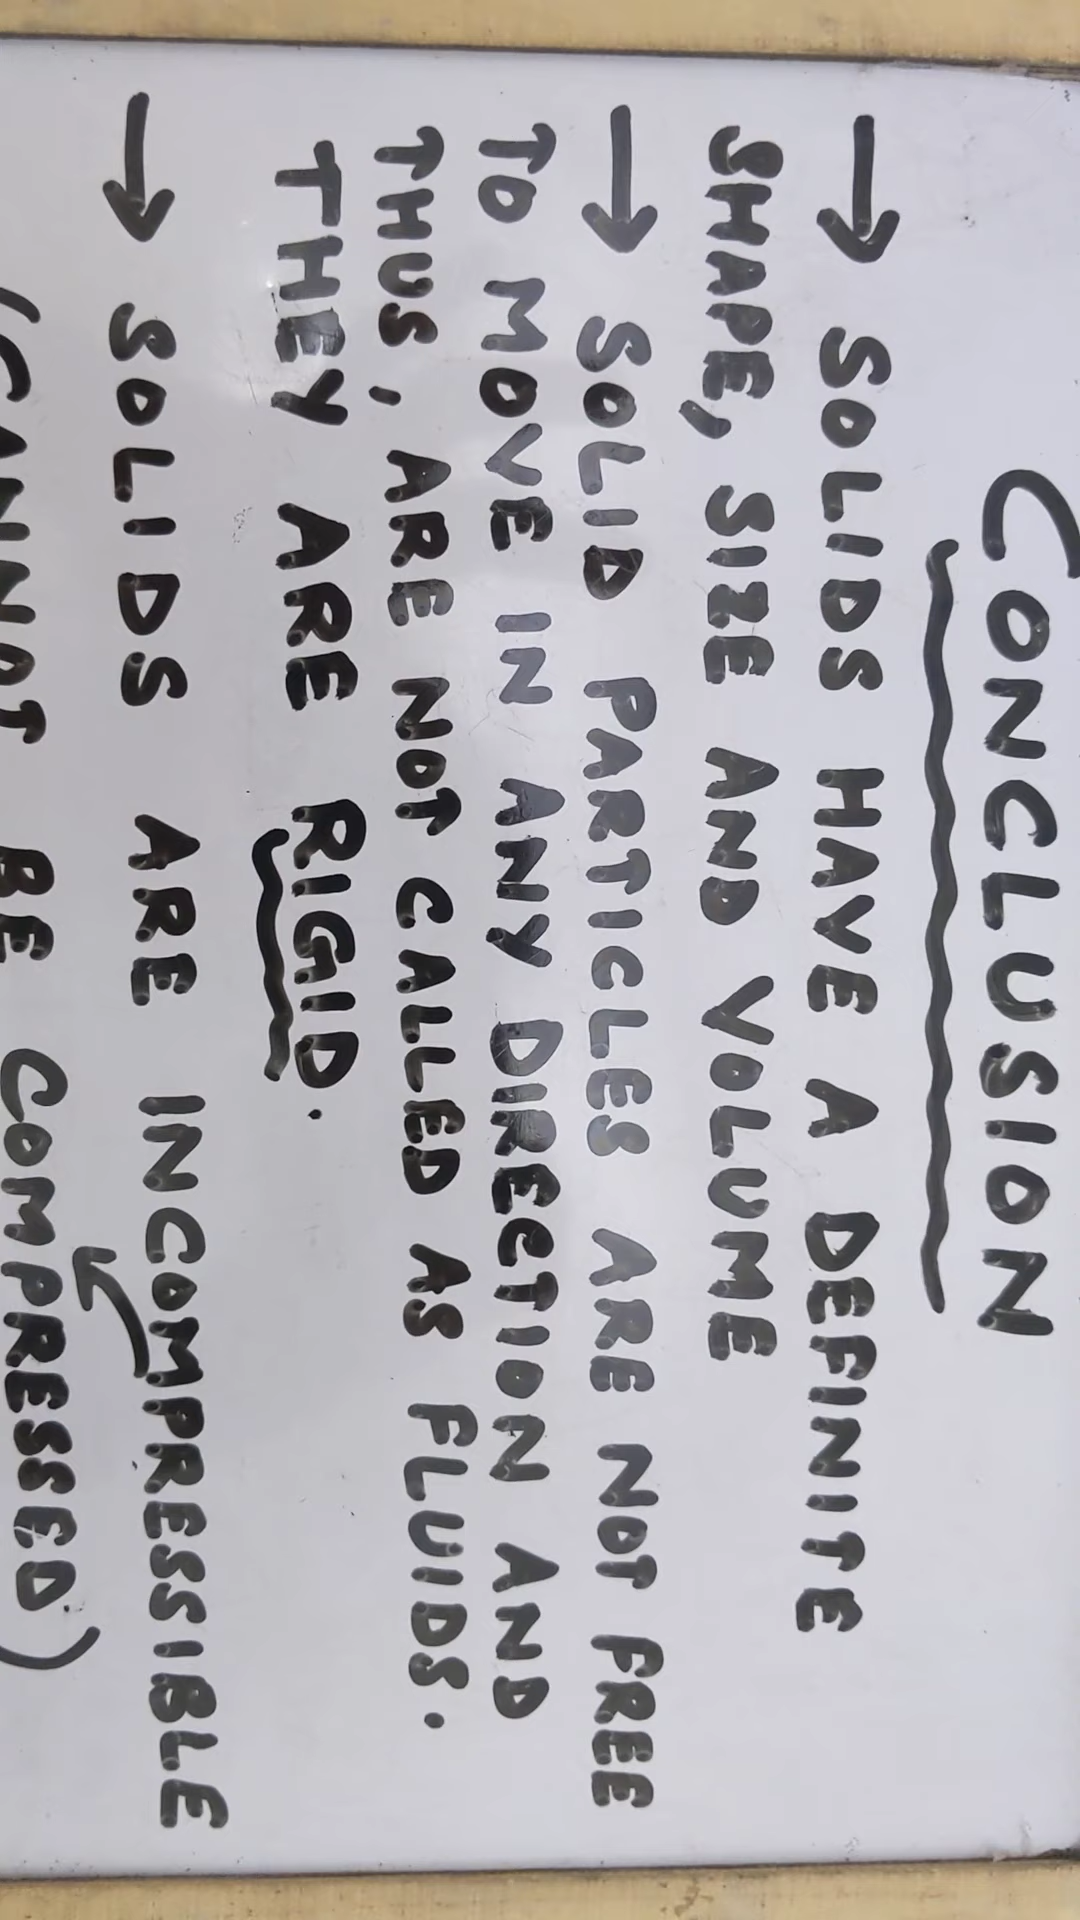 CONCLUSION
→ SOLIDS HAVE A DEFINITE
SHAPE, SIZE AND VOLUME
→ SOLID PARTICLES ARE NOT FREE
TO MOVE IN ANY DIRECTION AND
THUS, ARE NOT CALLED AS FLUIDS.
THEY ARE RIGID.
→ SOLIDS ARE INCOMPRESSIBLE
(CANNOT BE COMPRESSED)